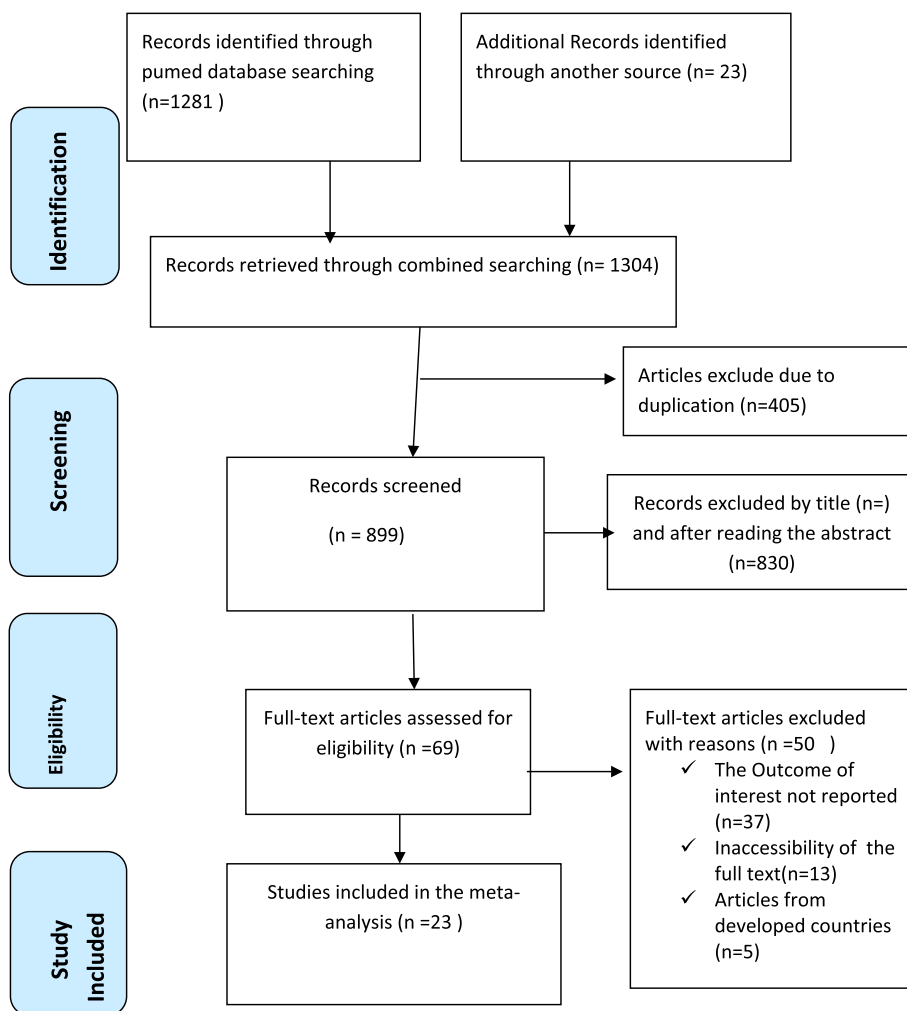 Records identified through
pumed database searching
(n=1281 )
Additional Records identified
through another source (n= 23)
Identification
Records retrieved through combined searching (n= 1304)
Articles exclude due to
duplication (n=405)
Screening
Records screened
(n = 899)
Records excluded by title (n=)
and after reading the abstract
(n=830)
Eligibility
Full-text articles assessed for
eligibility (n =69)
Full-text articles excluded
with reasons (n =50 )
✓ The Outcome of
interest not reported
(n=37)
✓ Inaccessibility of the
full text(n=13)
✓ Articles from
developed countries
(n=5)
Study
Included
Studies included in the meta-
analysis (n =23 )